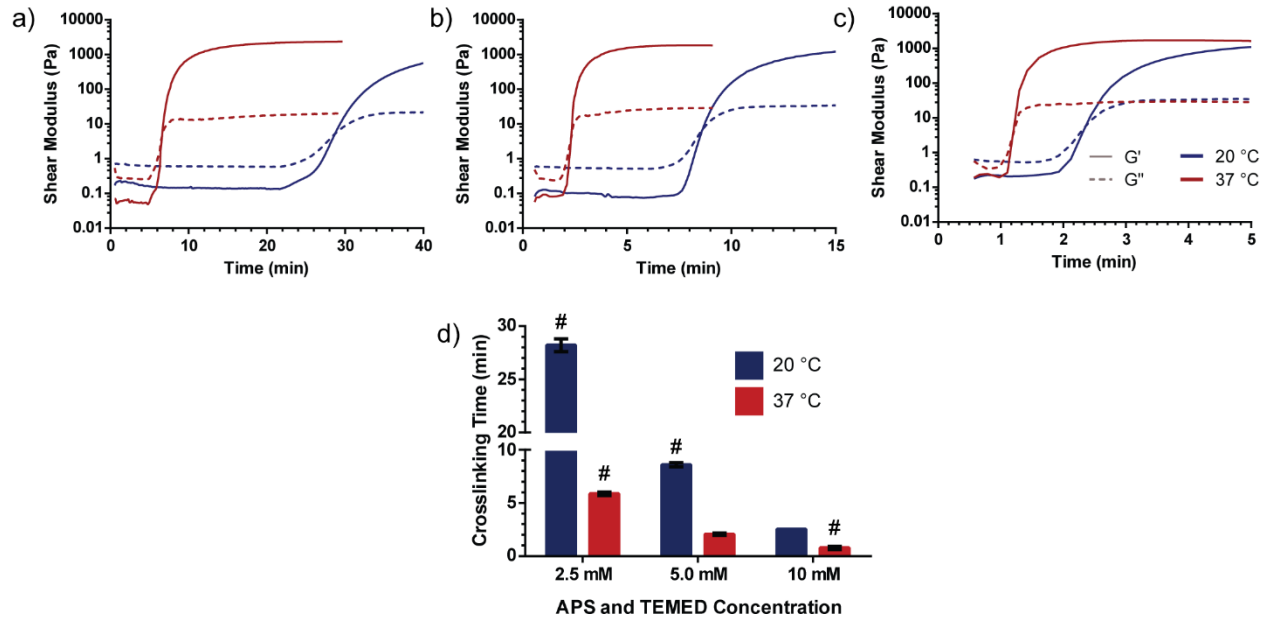 a)
Shear Modulus (Pa)
10000
1000
100
10
1
0.1
0.01
0
10
20
30
40
Time (min)
b)
Shear Modulus (Pa)
10000
1000
100
10
1
0.1
0.01
0
5
10
15
Time (min)
c)
Shear Modulus (Pa)
10000
1000
100
10
1
0.1
0.01
G' 20 °C
G" 37 °C
0
1
2
3
4
5
Time (min)
d)
Crosslinking Time (min)
30
25
20
10
5
0
#
#
#
#
20 °C
37 °C
2.5 mM
5.0 mM
10 mM
APS and TEMED Concentration